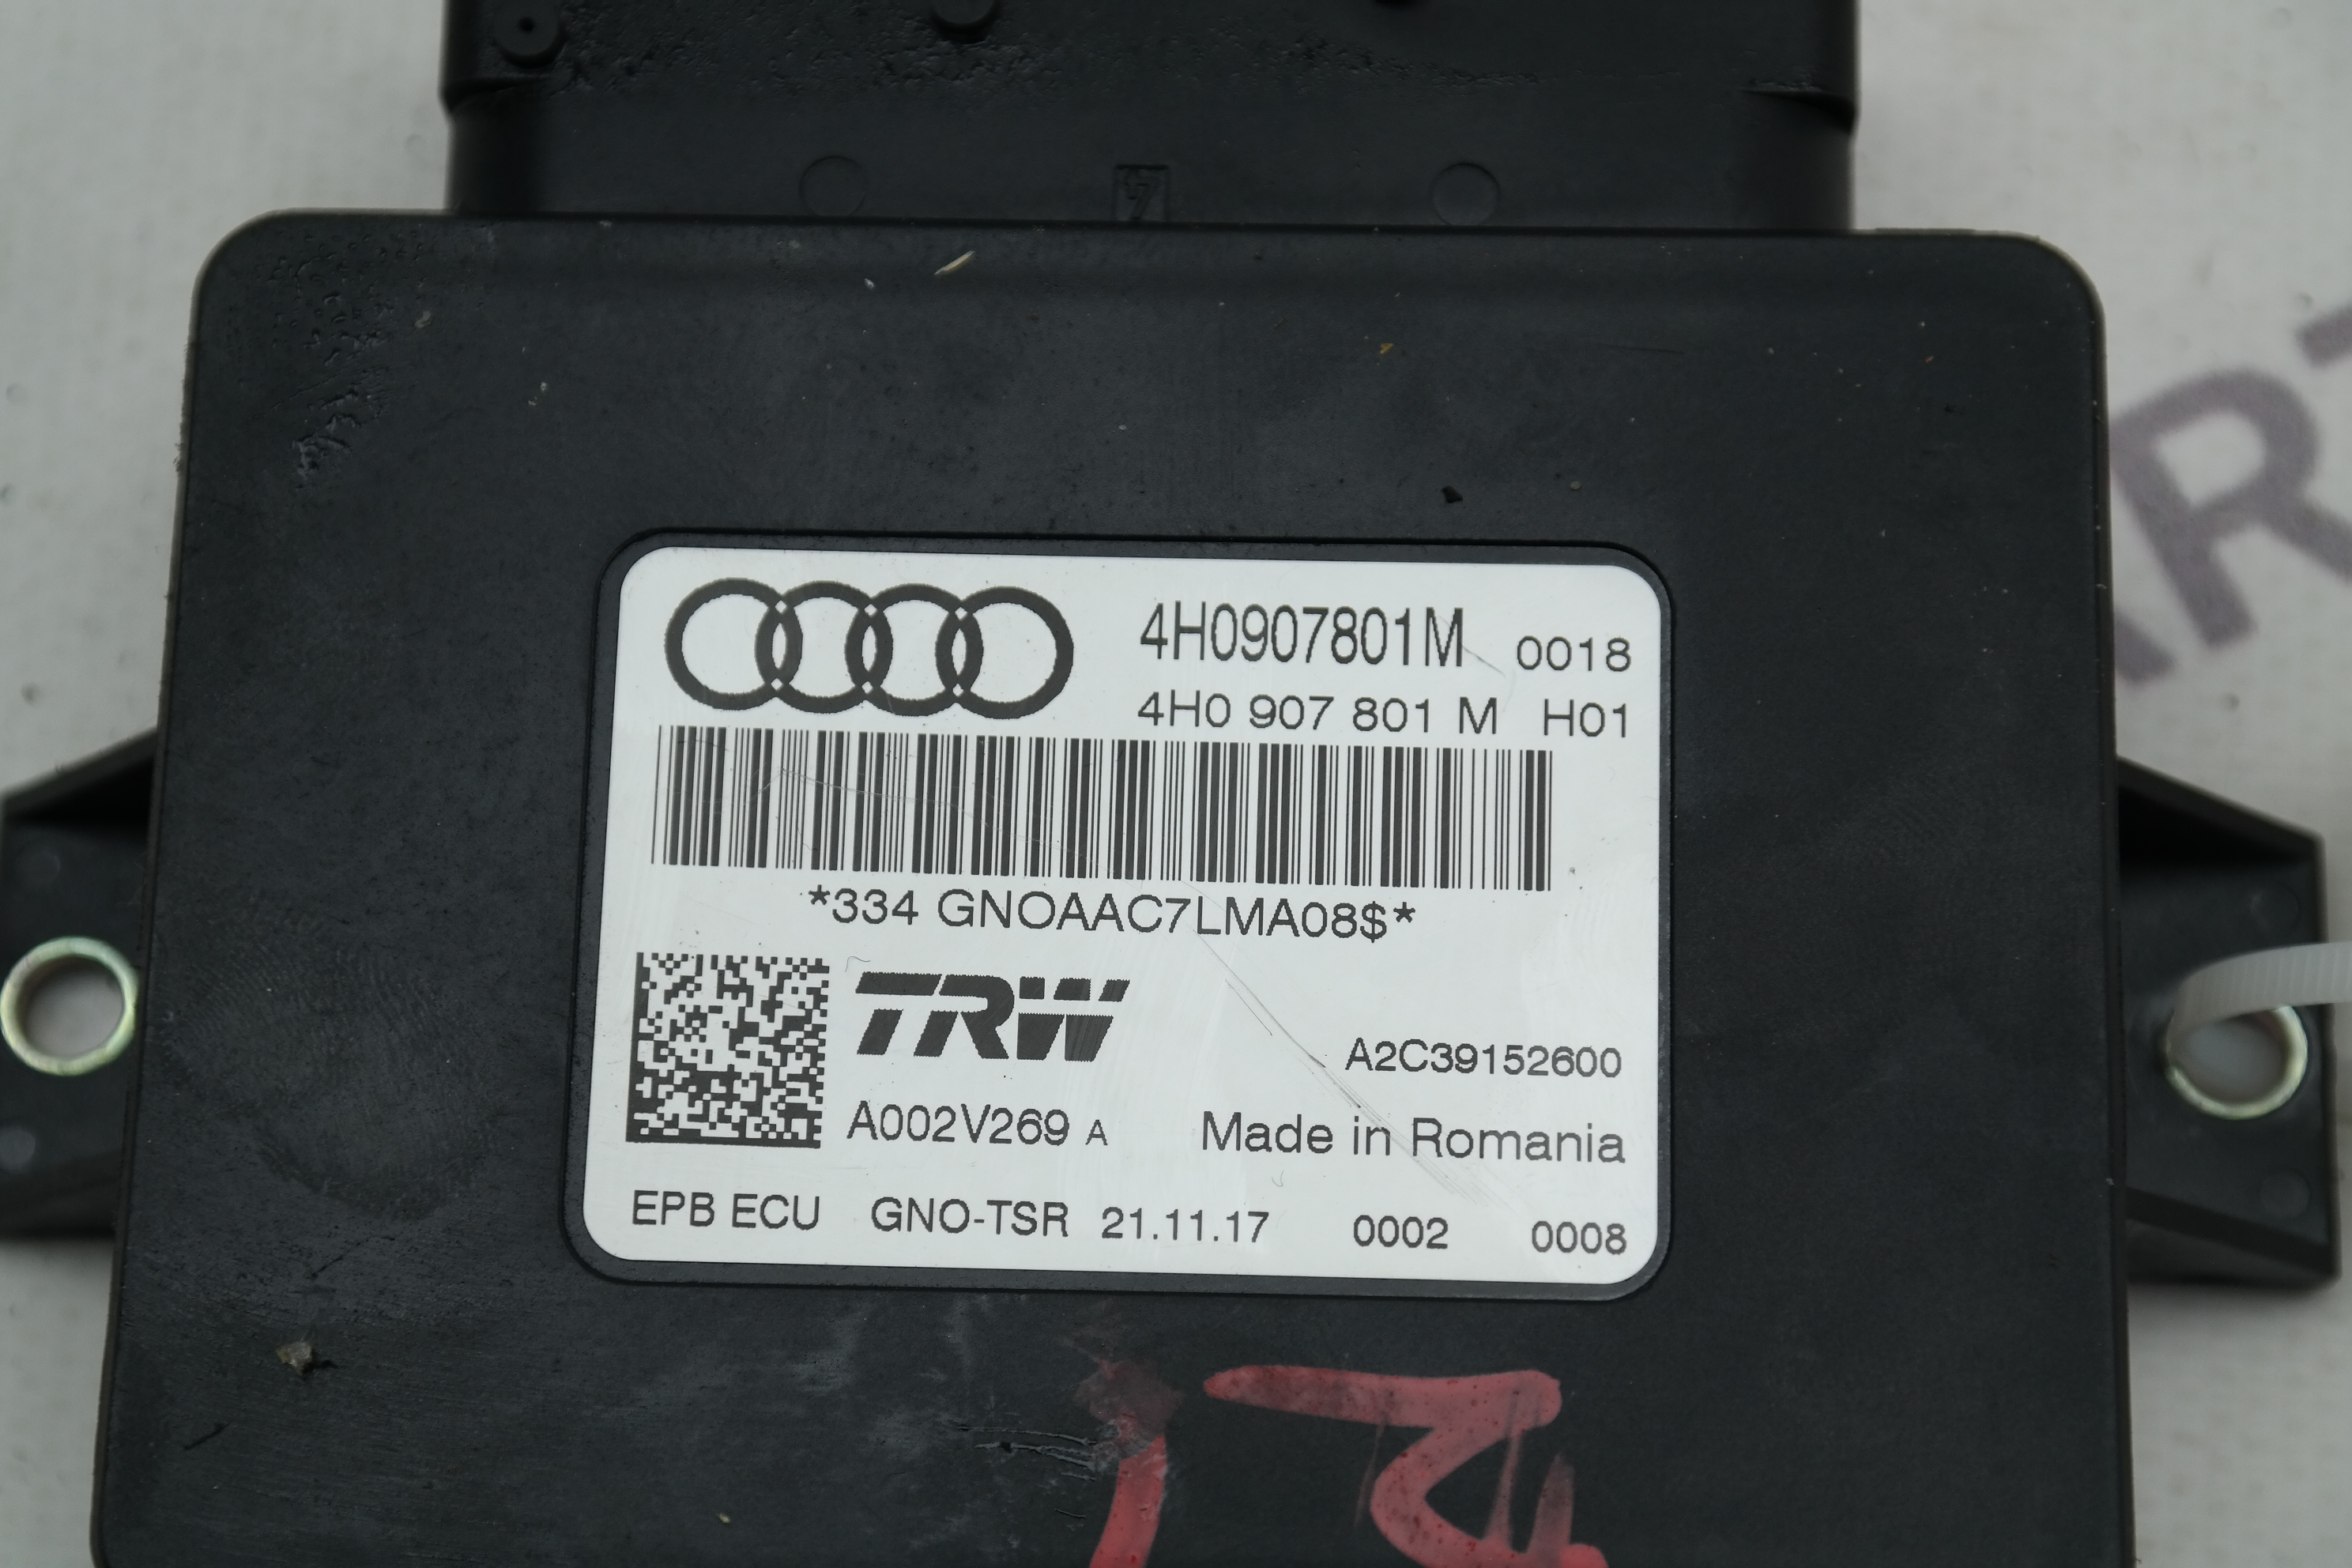 4H0907801M 0018
4H0 907 801 M H01
*334 GNOAAC7LMA08$*
TRW
A2C39152600
A002V269 A Made in Romania
EPB ECU GNO-TSR 21.11.17 0002 0008